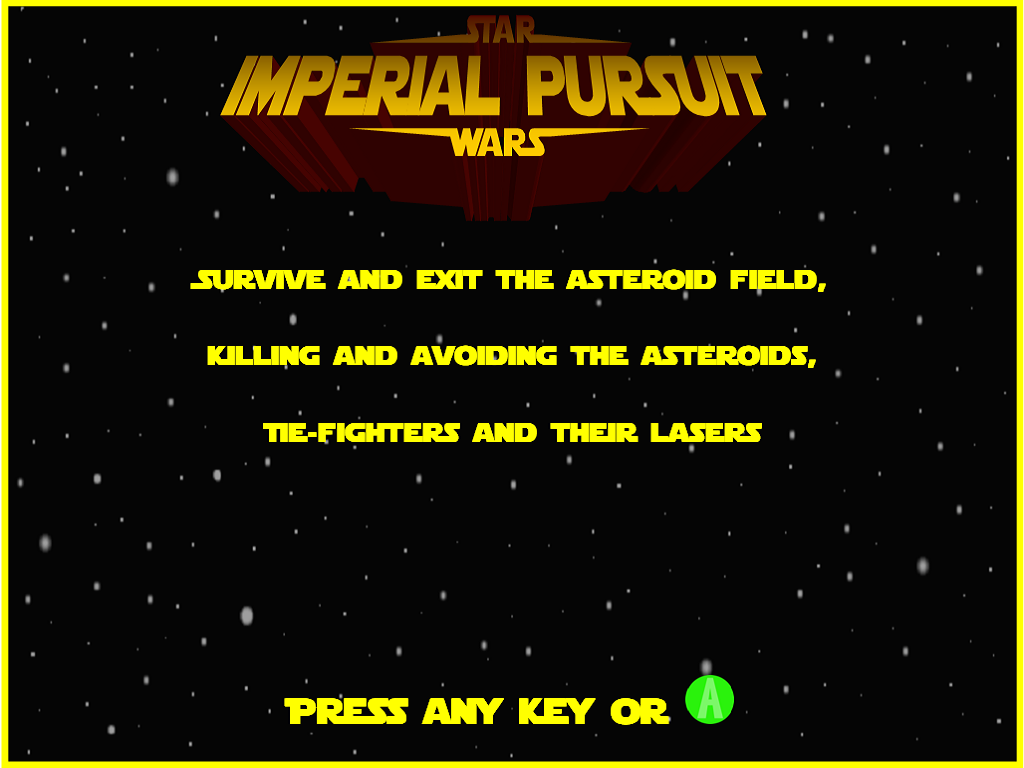 STAR
IMPERIAL PURSUIT
WARS
SURVIVE AND EXIT THE ASTEROID FIELD,
KILLING AND AVOIDING THE ASTEROIDS,
TIE-FIGHTERS AND THEIR LASERS
PRESS ANY KEY OR A